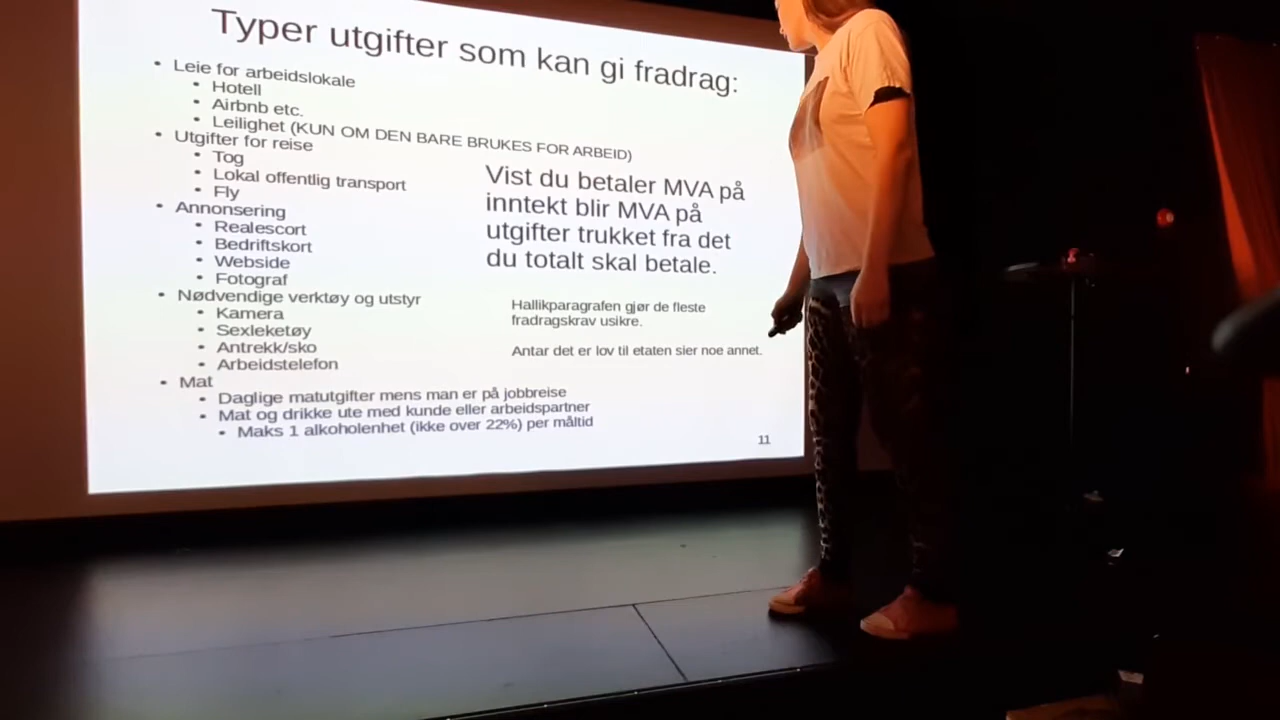 Typer utgifter som kan gi fradrag:
• Leie for arbeidslokale
• Hotell
• Airbnb etc.
• Leilighet (KUN OM DEN BARE BRUKES FOR ARBEID)
• Utgifter for reise
• Tog
• Lokal offentlig transport
• Fly
• Annonsering
• Realescort
• Bedriftskort
• Webside
• Fotograf
• Nødvendige verktøy og utstyr
• Kamera
• Sexleketøy
• Antrekk/sko
• Arbeidstelefon
• Mat
• Daglige matutgifter mens man er på jobbreise
• Mat og drikke ute med kunde eller arbeidspartner
• Maks 1 alkoholenhet (ikke over 22%) per måltid
Vist du betaler MVA på
inntekt blir MVA på
utgifter trukket fra det
du totalt skal betale.
Hallikparagrafen gjør de fleste
fradragskrav usikre.
Antar det er lov til etaten sier noe annet.
11